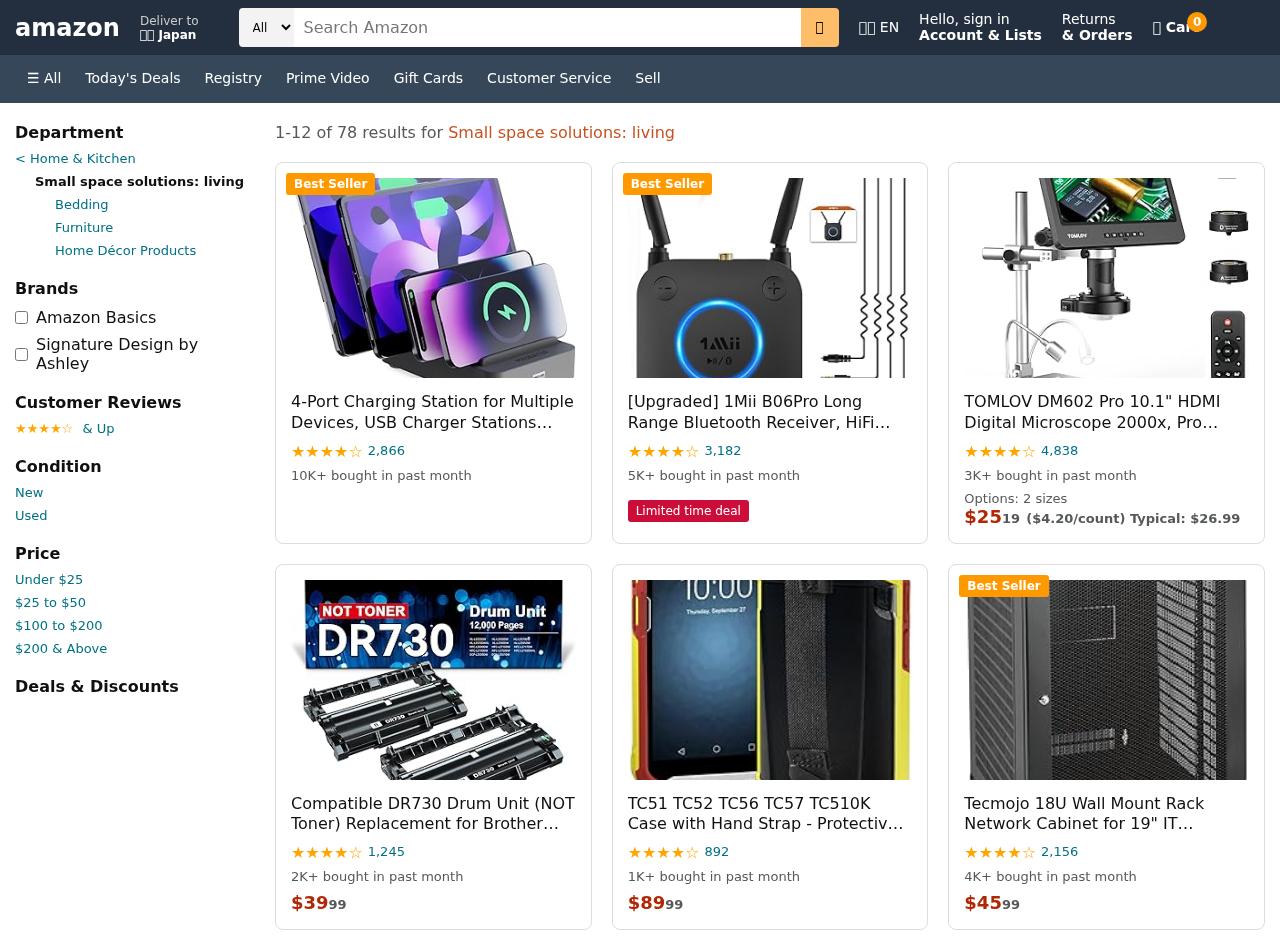 amazon
Deliver to
Japan
All
Search Amazon
EN
Hello, sign in
Account & Lists
Returns
& Orders
0
☰ All
Today's Deals
Registry
Prime Video
Gift Cards
Customer Service
Sell
Department
< Home & Kitchen
Small space solutions: living
Bedding
Furniture
Home Décor Products
Brands
Amazon Basics
Signature Design by
Ashley
Customer Reviews
★★★★☆ & Up
Condition
New
Used
Price
Under $25
$25 to $50
$100 to $200
$200 & Above
Deals & Discounts
1-12 of 78 results for Small space solutions: living
Best Seller
4-Port Charging Station for Multiple
Devices, USB Charger Stations…
★★★★☆ 2,866
10K+ bought in past month
Best Seller
1Mii
[Upgraded] 1Mii B06Pro Long
Range Bluetooth Receiver, HiFi…
★★★★☆ 3,182
5K+ bought in past month
Limited time deal
TOMLOV
TOMLOV DM602 Pro 10.1" HDMI
Digital Microscope 2000x, Pro…
★★★★☆ 4,838
3K+ bought in past month
Options: 2 sizes
$25 19 ($4.20/count) Typical: $26.99
NOT TONER
DR730
Drum Unit
12,000 Pages
DR730
DR730
Compatible DR730 Drum Unit (NOT
Toner) Replacement for Brother…
★★★★☆ 1,245
2K+ bought in past month
$39 99
10:00
Thursday, September 27
TC51 TC52 TC56 TC57 TC510K
Case with Hand Strap - Protectiv…
★★★★☆ 892
1K+ bought in past month
$89 99
Best Seller
Tecmojo 18U Wall Mount Rack
Network Cabinet for 19" IT…
★★★★☆ 2,156
4K+ bought in past month
$45 99